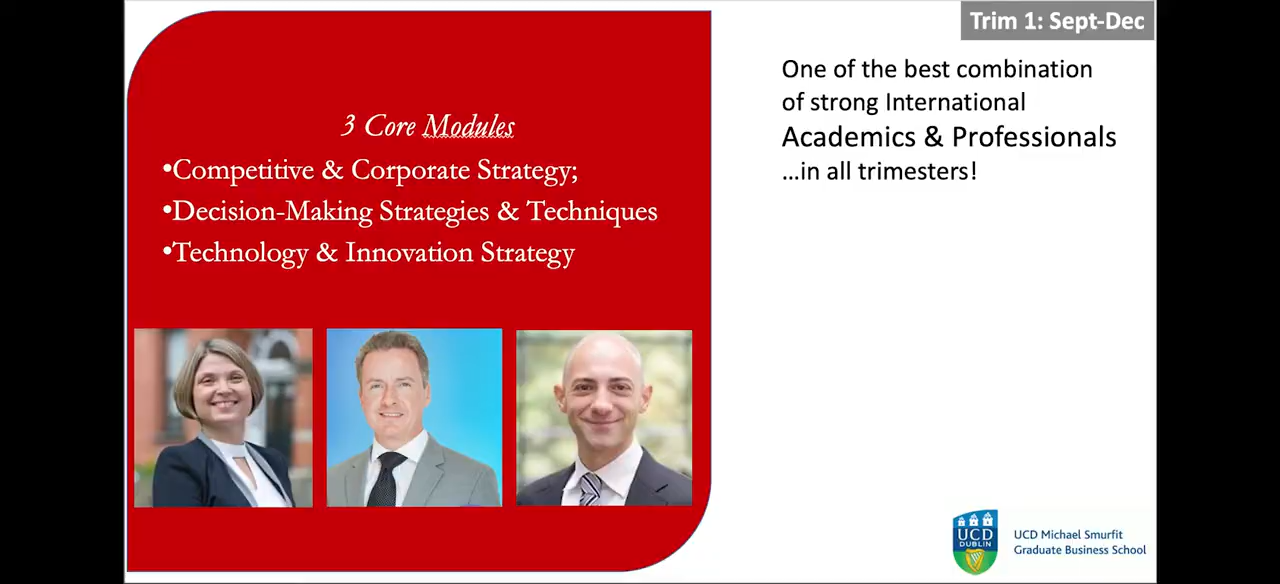 Trim 1: Sept-Dec
3 Core Modules
•Competitive & Corporate Strategy;
•Decision-Making Strategies & Techniques
•Technology & Innovation Strategy
One of the best combination
of strong International
Academics & Professionals
...in all trimesters!
UCD
DUBLIN
UCD Michael Smurfit
Graduate Business School